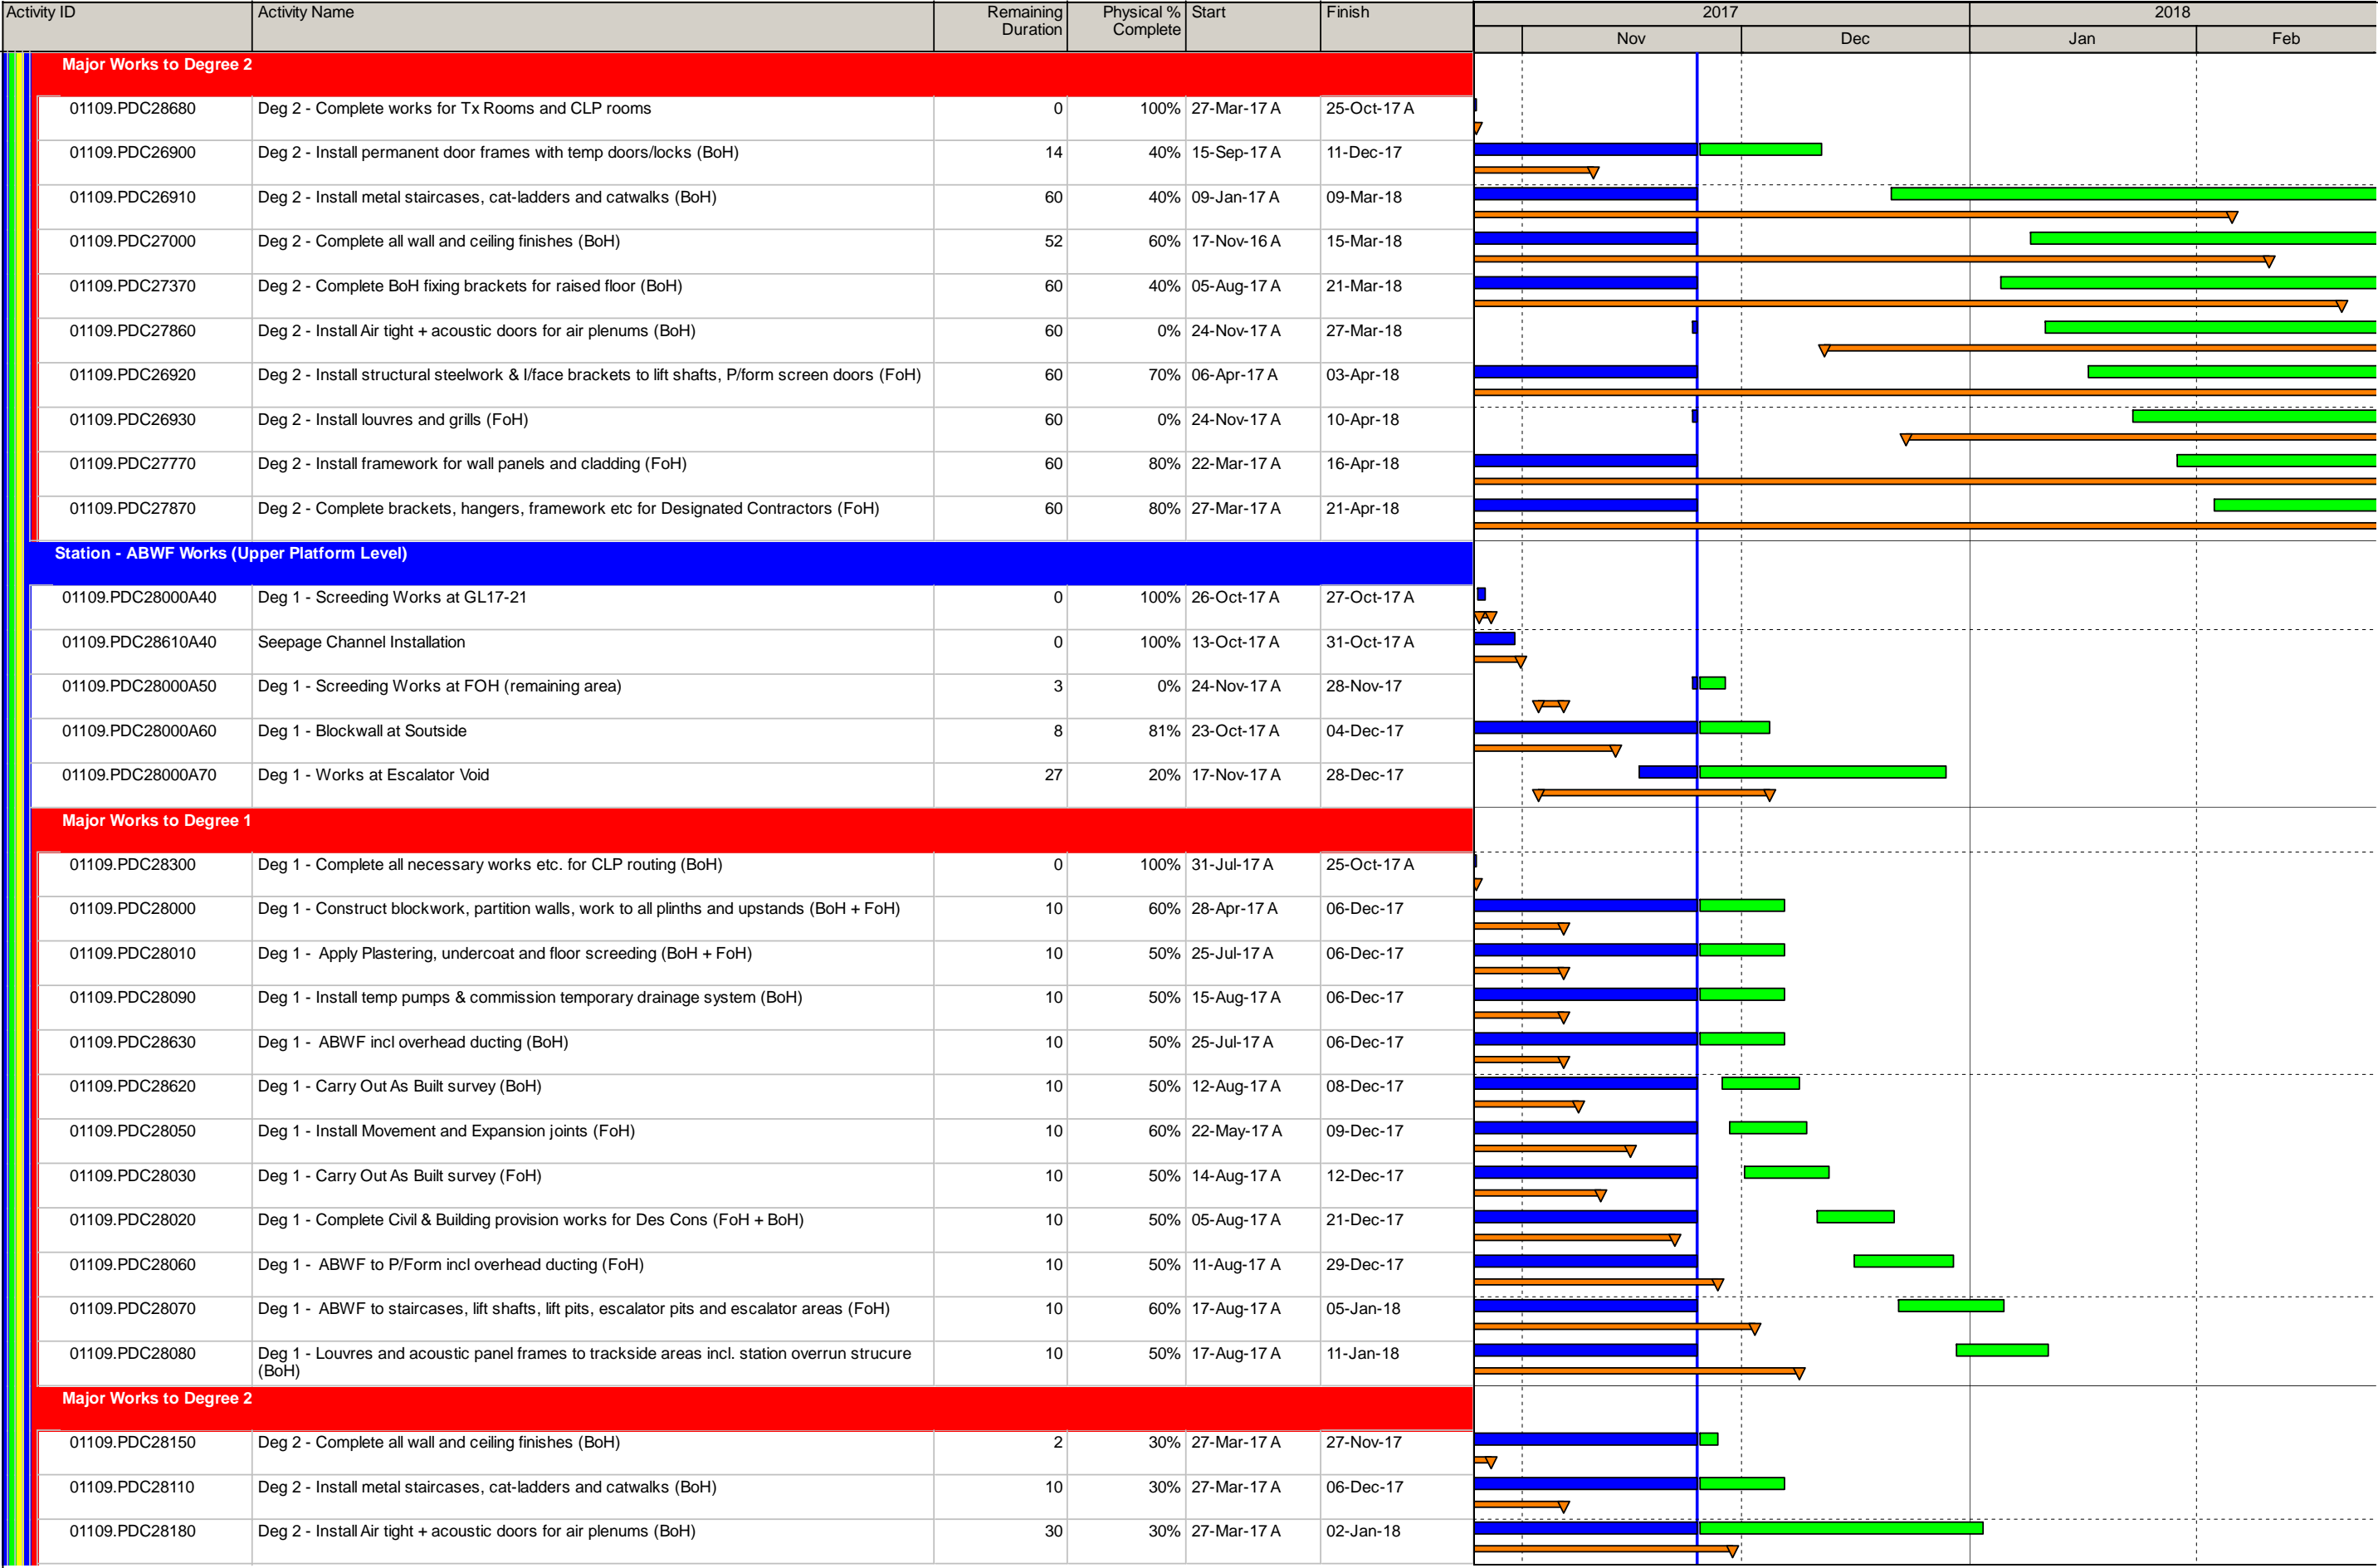 Activity ID Activity Name Remaining Duration Physical % Complete Start Finish 2017 2018
Nov Dec Jan Feb
Major Works to Degree 2
01109.PDC28680 Deg 2 - Complete works for Tx Rooms and CLP rooms 0 100% 27-Mar-17 A 25-Oct-17 A
01109.PDC26900 Deg 2 - Install permanent door frames with temp doors/locks (BoH) 14 40% 15-Sep-17 A 11-Dec-17
01109.PDC26910 Deg 2 - Install metal staircases, cat-ladders and catwalks (BoH) 60 40% 09-Jan-17 A 09-Mar-18
01109.PDC27000 Deg 2 - Complete all wall and ceiling finishes (BoH) 52 60% 17-Nov-16 A 15-Mar-18
01109.PDC27370 Deg 2 - Complete BoH fixing brackets for raised floor (BoH) 60 40% 05-Aug-17 A 21-Mar-18
01109.PDC27860 Deg 2 - Install Air tight + acoustic doors for air plenums (BoH) 60 0% 24-Nov-17 A 27-Mar-18
01109.PDC26920 Deg 2 - Install structural steelwork & I/face brackets to lift shafts, P/form screen doors (FoH) 60 70% 06-Apr-17 A 03-Apr-18
01109.PDC26930 Deg 2 - Install louvres and grills (FoH) 60 0% 24-Nov-17 A 10-Apr-18
01109.PDC27770 Deg 2 - Install framework for wall panels and cladding (FoH) 60 80% 22-Mar-17 A 16-Apr-18
01109.PDC27870 Deg 2 - Complete brackets, hangers, framework etc for Designated Contractors (FoH) 60 80% 27-Mar-17 A 21-Apr-18
Station - ABWF Works (Upper Platform Level)
01109.PDC28000A40 Deg 1 - Screeding Works at GL17-21 0 100% 26-Oct-17 A 27-Oct-17 A
01109.PDC28610A40 Seepage Channel Installation 0 100% 13-Oct-17 A 31-Oct-17 A
01109.PDC28000A50 Deg 1 - Screeding Works at FOH (remaining area) 3 0% 24-Nov-17 A 28-Nov-17
01109.PDC28000A60 Deg 1 - Blockwall at Soutside 8 81% 23-Oct-17 A 04-Dec-17
01109.PDC28000A70 Deg 1 - Works at Escalator Void 27 20% 17-Nov-17 A 28-Dec-17
Major Works to Degree 1
01109.PDC28300 Deg 1 - Complete all necessary works etc. for CLP routing (BoH) 0 100% 31-Jul-17 A 25-Oct-17 A
01109.PDC28000 Deg 1 - Construct blockwork, partition walls, work to all plinths and upstands (BoH + FoH) 10 60% 28-Apr-17 A 06-Dec-17
01109.PDC28010 Deg 1 - Apply Plastering, undercoat and floor screeding (BoH + FoH) 10 50% 25-Jul-17 A 06-Dec-17
01109.PDC28090 Deg 1 - Install temp pumps & commission temporary drainage system (BoH) 10 50% 15-Aug-17 A 06-Dec-17
01109.PDC28630 Deg 1 - ABWF incl overhead ducting (BoH) 10 50% 25-Jul-17 A 06-Dec-17
01109.PDC28620 Deg 1 - Carry Out As Built survey (BoH) 10 50% 12-Aug-17 A 08-Dec-17
01109.PDC28050 Deg 1 - Install Movement and Expansion joints (FoH) 10 60% 22-May-17 A 09-Dec-17
01109.PDC28030 Deg 1 - Carry Out As Built survey (FoH) 10 50% 14-Aug-17 A 12-Dec-17
01109.PDC28020 Deg 1 - Complete Civil & Building provision works for Des Cons (FoH + BoH) 10 50% 05-Aug-17 A 21-Dec-17
01109.PDC28060 Deg 1 - ABWF to P/Form incl overhead ducting (FoH) 10 50% 11-Aug-17 A 29-Dec-17
01109.PDC28070 Deg 1 - ABWF to staircases, lift shafts, lift pits, escalator pits and escalator areas (FoH) 10 60% 17-Aug-17 A 05-Jan-18
01109.PDC28080 Deg 1 - Louvres and acoustic panel frames to trackside areas incl. station overrun strucure (BoH) 10 50% 17-Aug-17 A 11-Jan-18
Major Works to Degree 2
01109.PDC28150 Deg 2 - Complete all wall and ceiling finishes (BoH) 2 30% 27-Mar-17 A 27-Nov-17
01109.PDC28110 Deg 2 - Install metal staircases, cat-ladders and catwalks (BoH) 10 30% 27-Mar-17 A 06-Dec-17
01109.PDC28180 Deg 2 - Install Air tight + acoustic doors for air plenums (BoH) 30 30% 27-Mar-17 A 02-Jan-18